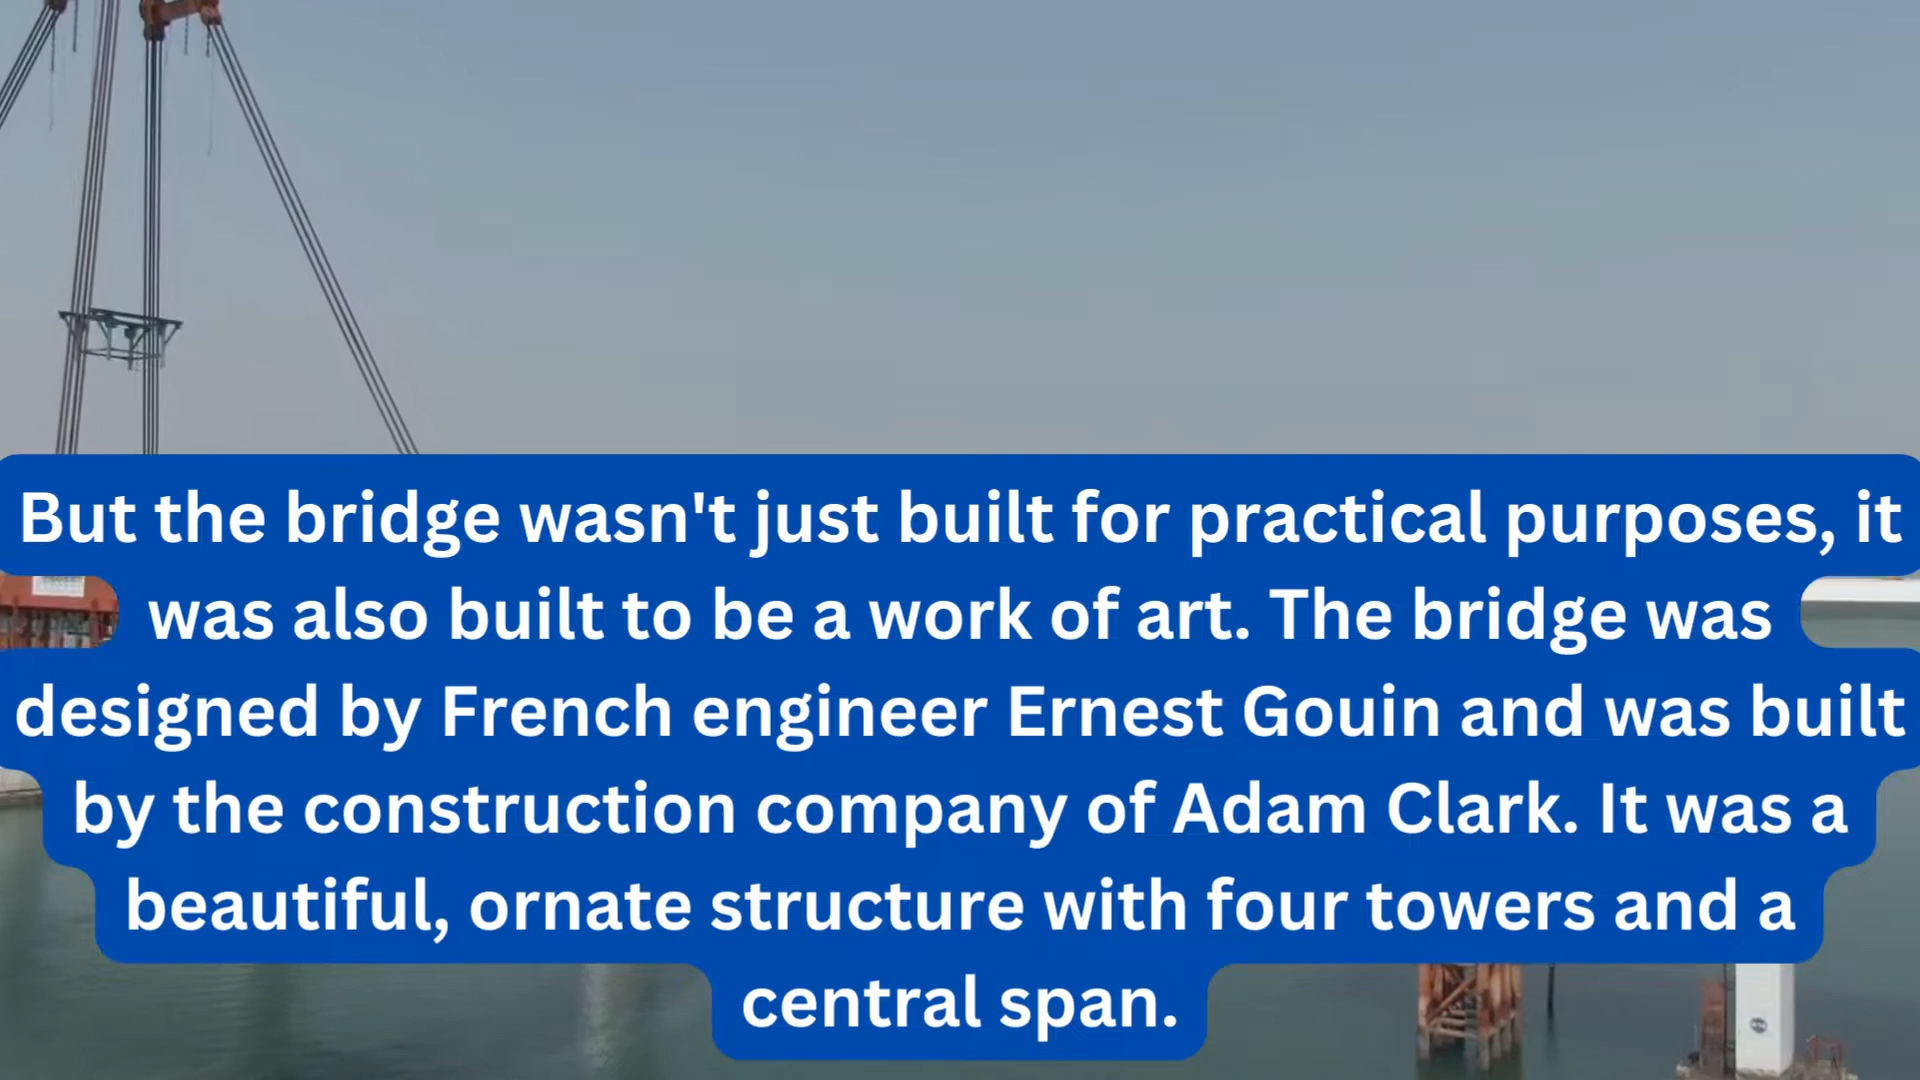 But the bridge wasn't just built for practical purposes, it
was also built to be a work of art. The bridge was
designed by French engineer Ernest Gouin and was built
by the construction company of Adam Clark. It was a
beautiful, ornate structure with four towers and a
central span.